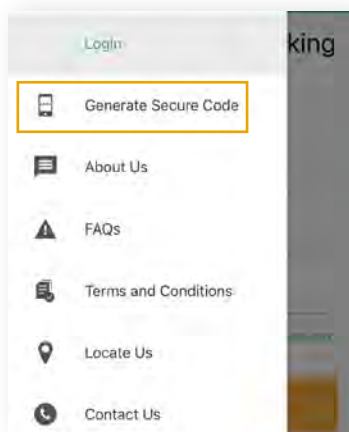 Login
king
Generate Secure Code
About Us
FAQs
Terms and Conditions
Locate Us
Contact Us